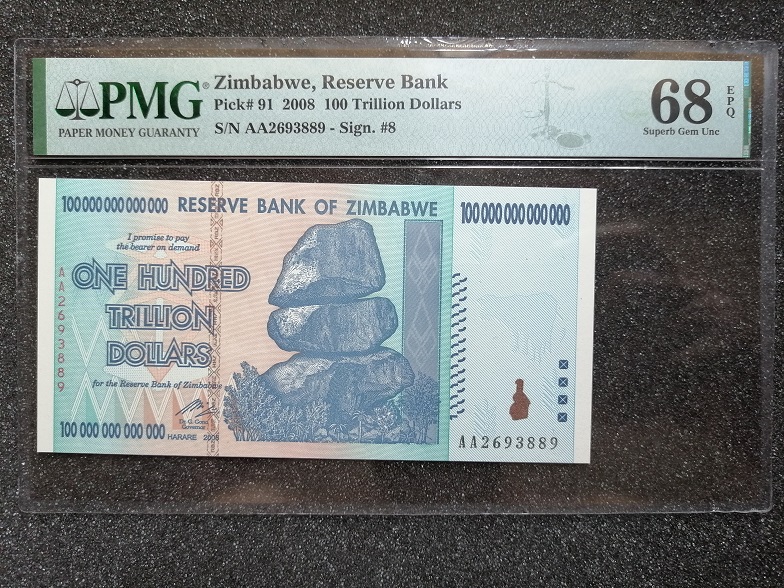 PMG®
PAPER MONEY GUARANTY
Zimbabwe, Reserve Bank
Pick# 91 2008 100 Trillion Dollars
S/N AA2693889 - Sign. #8
68
EPQ
Superb Gem Unc
100 000 000 000 000 RESERVE BANK OF ZIMBABWE 100 000 000 000 000
I promise to pay
the bearer on demand
ONE HUNDRED
TRILLION
DOLLARS
AA2693889
for the Reserve Bank of Zimbabwe
Dr. G. Gono
Governor
100 000 000 000 000 HARARE 2008
AA2693889